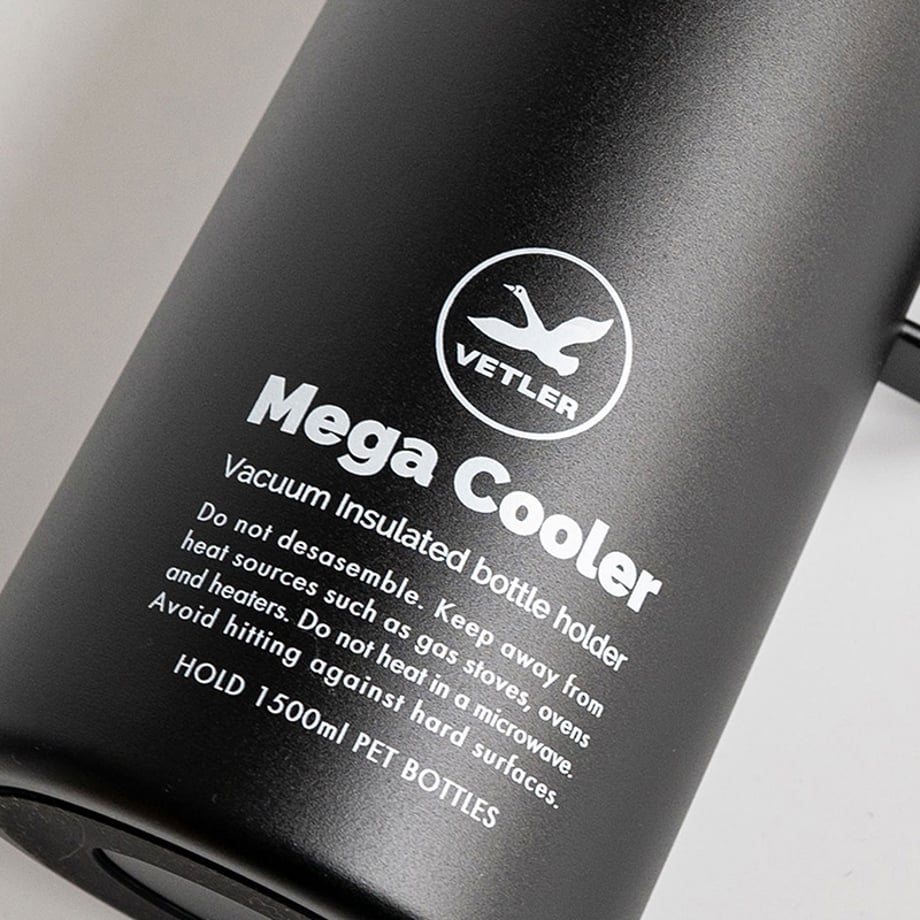 VETLER
Mega Cooler
Vacuum Insulated bottle holder
Do not desasemble. Keep away from
heat sources such as gas stoves, ovens
and heaters. Do not heat in a microwave.
Avoid hitting against hard surfaces.
HOLD 1500ml PET BOTTLES